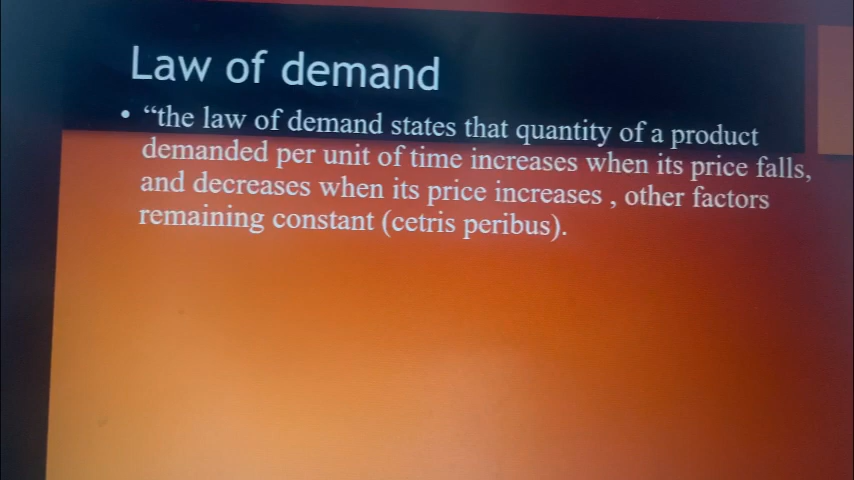 Law of demand
• “the law of demand states that quantity of a product
demanded per unit of time increases when its price falls,
and decreases when its price increases , other factors
remaining constant (cetris peribus).